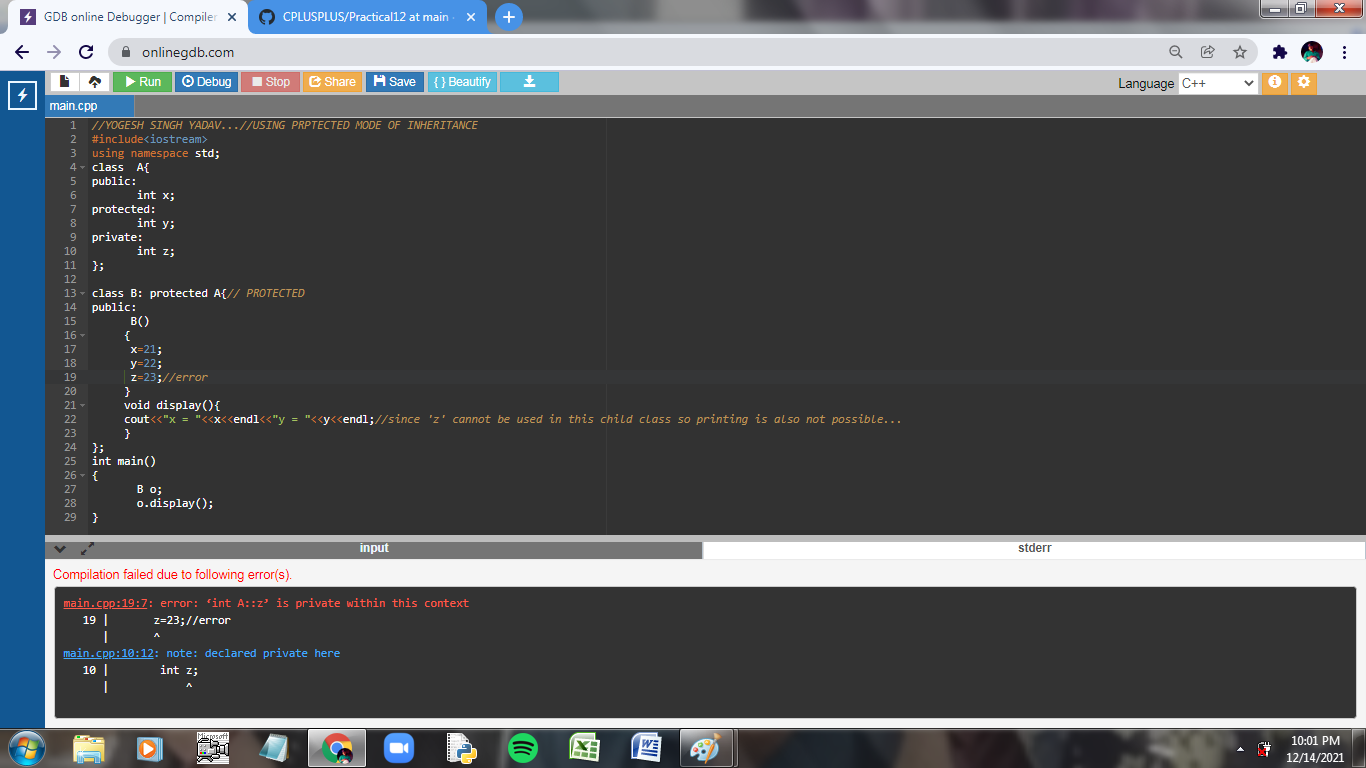 GDB online Debugger | Compiler
CPLUSPLUS/Practical12 at main
onlinegdb.com
Run
Debug
Stop
Share
Save
{ } Beautify
Language
C++
main.cpp
1 //YOGESH SINGH YADAV...//USING PRPTECTED MODE OF INHERITANCE
2 #include<iostream>
3 using namespace std;
4 class  A{
5 public:
6 int x;
7 protected:
8 int y;
9 private:
10 int z;
11 };
12
13 class B: protected A{// PROTECTED
14 public:
15 B()
16 {
17 x=21;
18 y=22;
19 z=23;//error
20 }
21 void display(){
22 cout<<"x = "<<x<<endl<<"y = "<<y<<endl;//since 'z' cannot be used in this child class so printing is also not possible...
23 }
24 };
25 int main()
26 {
27 B o;
28 o.display();
29 }
input
stderr
Compilation failed due to following error(s).
main.cpp:19:7: error: ‘int A::z’ is private within this context
19 | z=23;//error
| ^
main.cpp:10:12: note: declared private here
10 | int z;
| ^
Microsoft
10:01 PM
12/14/2021